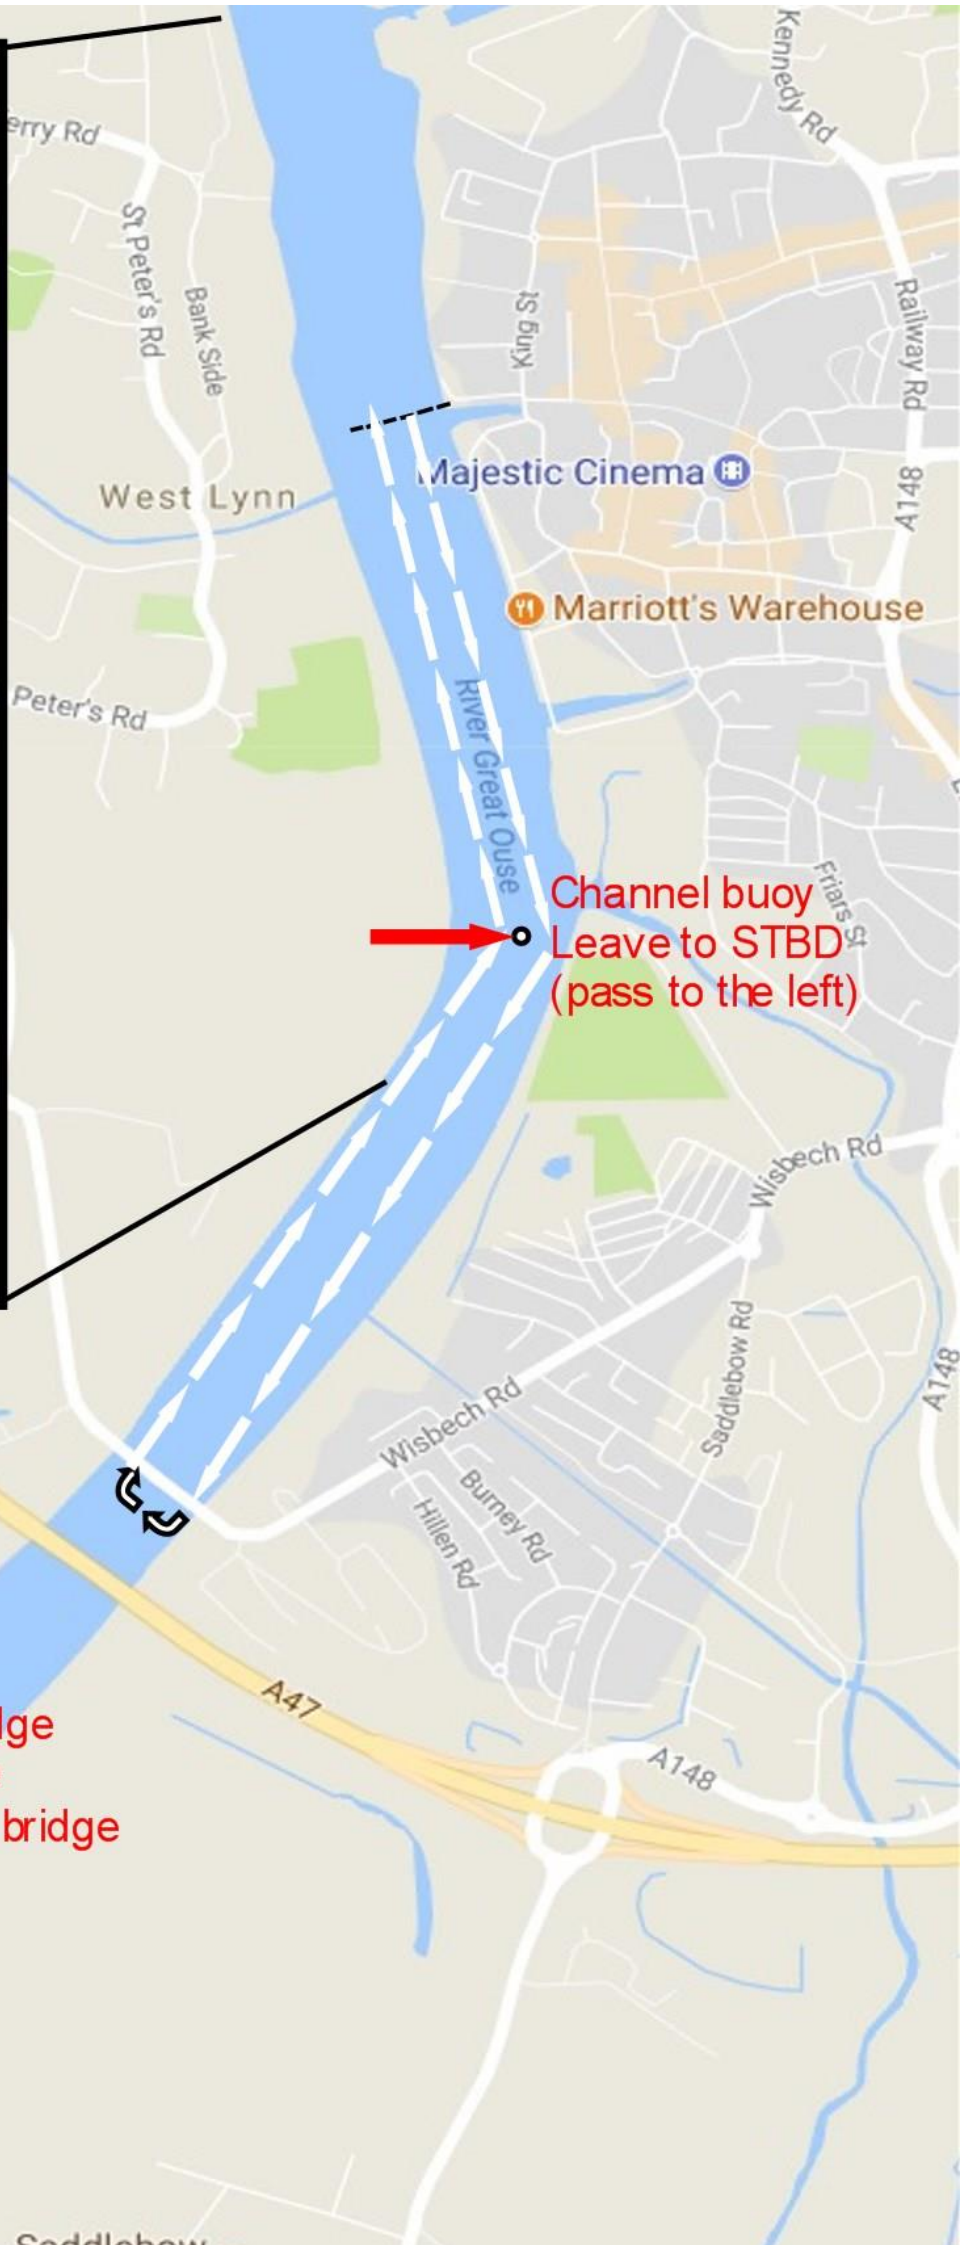 Kennedy Rd
erry Rd
St Peter's Rd
Bank Side
King St
Railway Rd
Majestic Cinema
A148
West Lynn
Marriott's Warehouse
Peter's Rd
River Great Ouse
Friars St
Channel buoy
Leave to STBD
(pass to the left)
Wisbech Rd
Saddlebow Rd
A148
Wisbech Rd
Burney Rd
Hillen Rd
A47
dge
bridge
A148